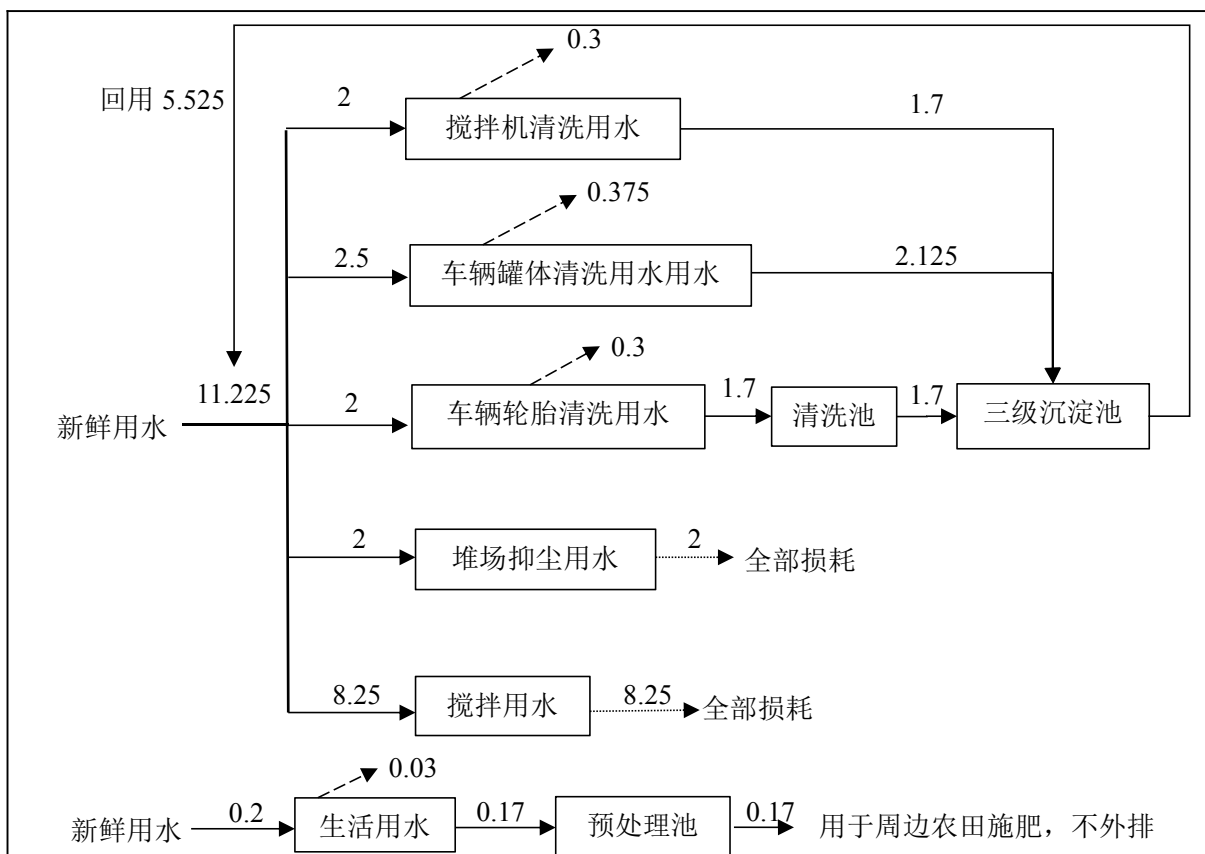 0.3
回用 5.525
2
搅拌机清洗用水
1.7
0.375
2.5
车辆罐体清洗用水用水
2.125
0.3
11.225
新鲜用水
2
车辆轮胎清洗用水
1.7
清洗池
1.7
三级沉淀池
2
堆场抑尘用水
2
全部损耗
8.25
搅拌用水
8.25
全部损耗
0.03
新鲜用水
0.2
生活用水
0.17
预处理池
0.17
用于周边农田施肥，不外排